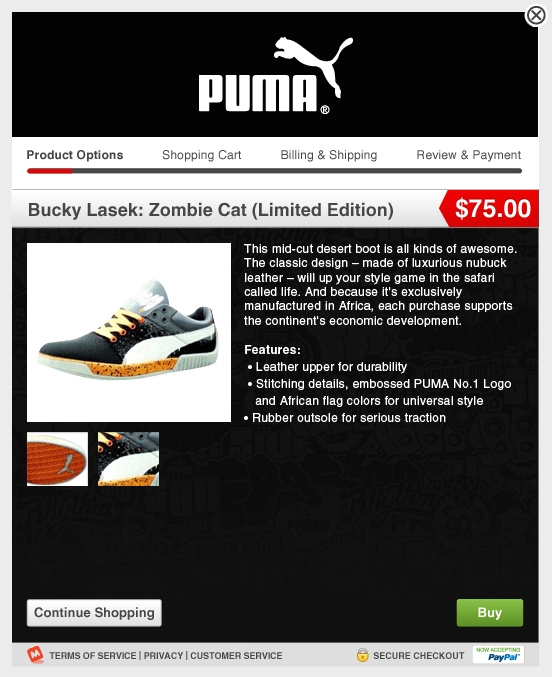 PUMA®
Product Options
Shopping Cart
Billing & Shipping
Review & Payment
Bucky Lasek: Zombie Cat (Limited Edition)
$75.00
This mid-cut desert boot is all kinds of awesome.
The classic design – made of luxurious nubuck
leather – will up your style game in the safari
called life. And because it's exclusively
manufactured in Africa, each purchase supports
the continent's economic development.
Features:
• Leather upper for durability
• Stitching details, embossed PUMA No.1 Logo
and African flag colors for universal style
• Rubber outsole for serious traction
Continue Shopping
Buy
M
TERMS OF SERVICE | PRIVACY | CUSTOMER SERVICE
SECURE CHECKOUT
NOW ACCEPTING
PayPal